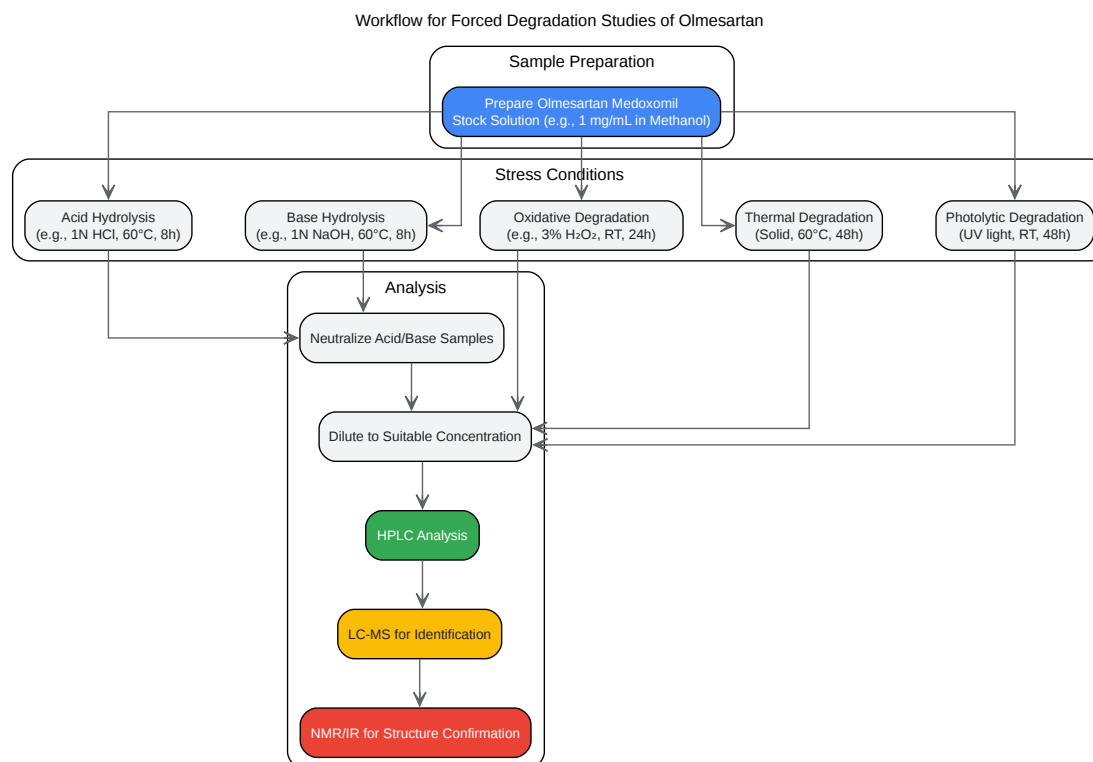 Workflow for Forced Degradation Studies of Olmesartan
Sample Preparation
Prepare Olmesartan Medoxomil
Stock Solution (e.g., 1 mg/mL in Methanol)
Stress Conditions
Acid Hydrolysis
(e.g., 1N HCl, 60°C, 8h)
Base Hydrolysis
(e.g., 1N NaOH, 60°C, 8h)
Oxidative Degradation
(e.g., 3% H₂O₂, RT, 24h)
Thermal Degradation
(Solid, 60°C, 48h)
Photolytic Degradation
(UV light, RT, 48h)
Analysis
Neutralize Acid/Base Samples
Dilute to Suitable Concentration
HPLC Analysis
LC-MS for Identification
NMR/IR for Structure Confirmation